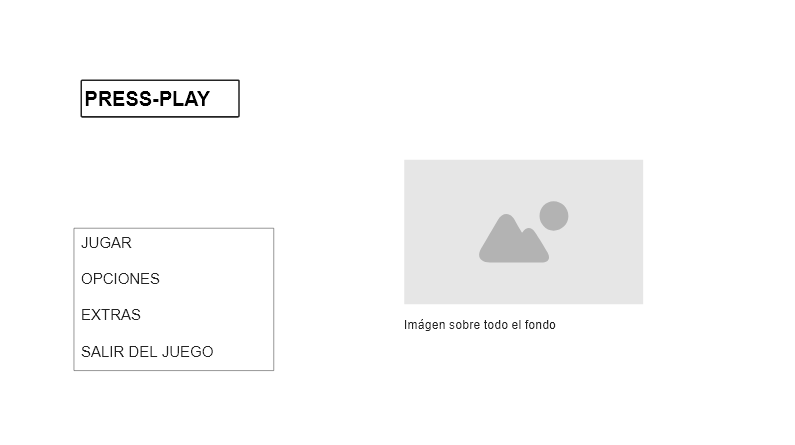 PRESS-PLAY
JUGAR
OPCIONES
EXTRAS
SALIR DEL JUEGO
Imágen sobre todo el fondo